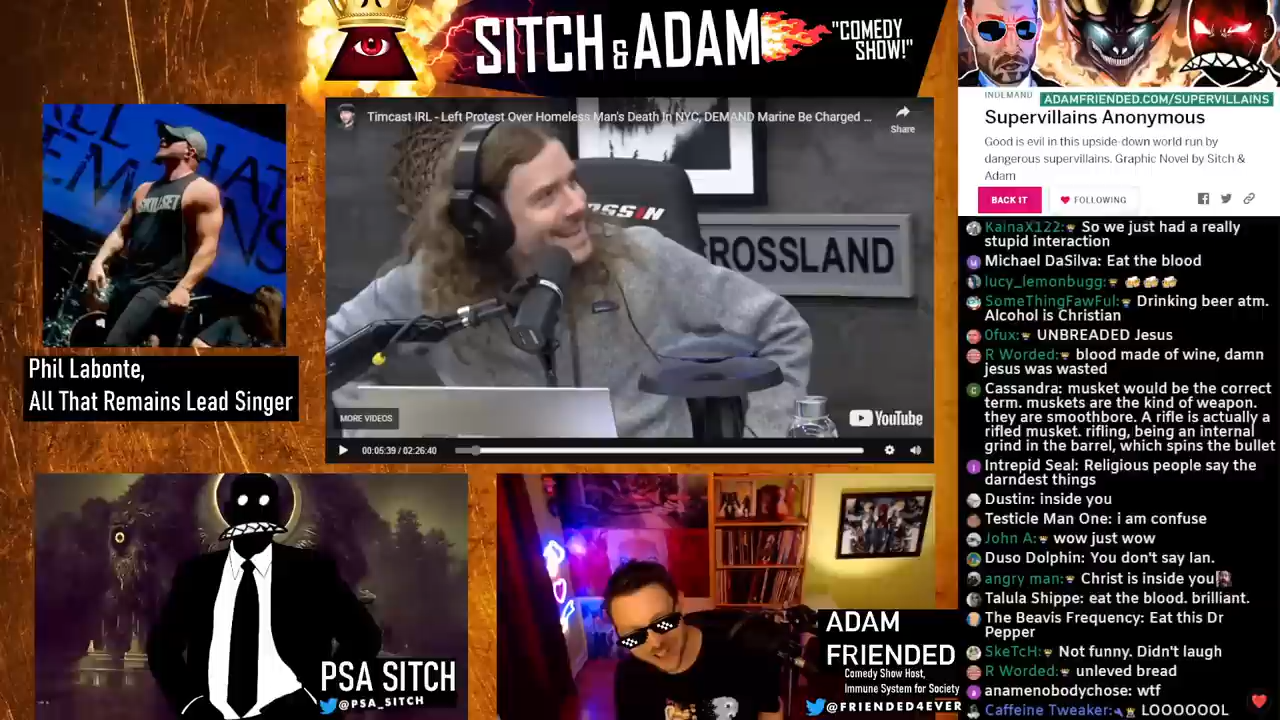 SITCH & ADAM
"COMEDY
SHOW!"
Timcast IRL - Left Protest Over Homeless Man's Death In NYC, DEMAND Marine Be Charged ...
Share
CROSSLAND
MORE VIDEOS
YouTube
00:05:39 / 02:26:40
SKILLSET
Phil Labonte,
All That Remains Lead Singer
PSA SITCH
@PSA_SITCH
ADAM
FRIENDED
Comedy Show Host,
Immune System for Society
@FRIENDED4EVER
INDEMAND
ADAMFRIENDED.COM/SUPERVILLAINS
Supervillains Anonymous
Good is evil in this upside-down world run by
dangerous supervillains. Graphic Novel by Sitch &
Adam
BACK IT
FOLLOWING
KainaX122: So we just had a really
stupid interaction
Michael DaSilva: Eat the blood
lucy_lemonbugg:
SomeThingFawFul: Drinking beer atm.
Alcohol is Christian
0fux: UNBREADED Jesus
R Worded: blood made of wine, damn
jesus was wasted
Cassandra: musket would be the correct
term. muskets are the kind of weapon.
they are smoothbore. A rifle is actually a
rifled musket. rifling, being an internal
grind in the barrel, which spins the bullet
Intrepid Seal: Religious people say the
darndest things
Dustin: inside you
Testicle Man One: i am confuse
John A: wow just wow
Duso Dolphin: You don't say Ian.
angry man: Christ is inside you
Talula Shippe: eat the blood. brilliant.
The Beavis Frequency: Eat this Dr
Pepper
SkeTcH: Not funny. Didn't laugh
R Worded: unleved bread
anamenobodychose: wtf
Caffeine Tweaker: LOOOOOOL